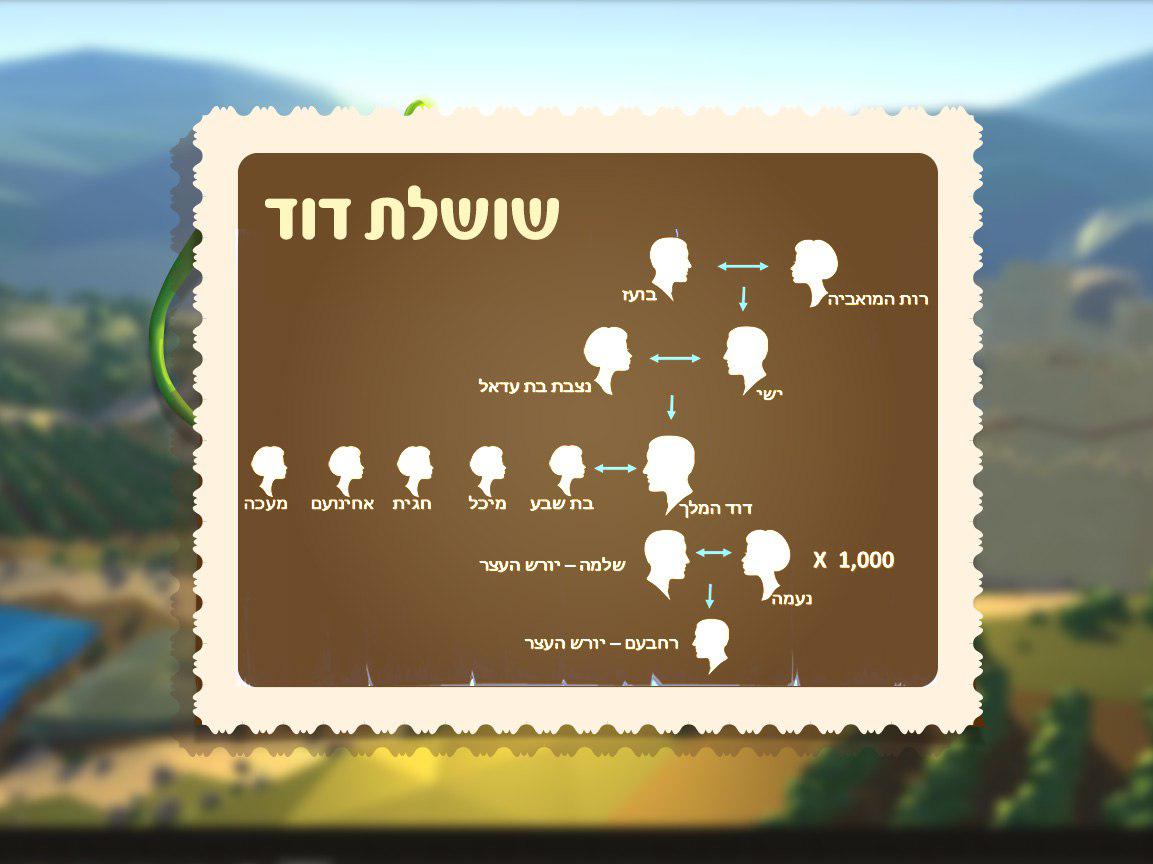 שושלת דוד
רות המואביה
בועז
ישי
נצבת בת עדאל
דוד המלך
בת שבע
מיכל
חגית
אחינועם
מעכה
X 1,000
נעמה
שלמה – יורש העצר
רחבעם – יורש העצר